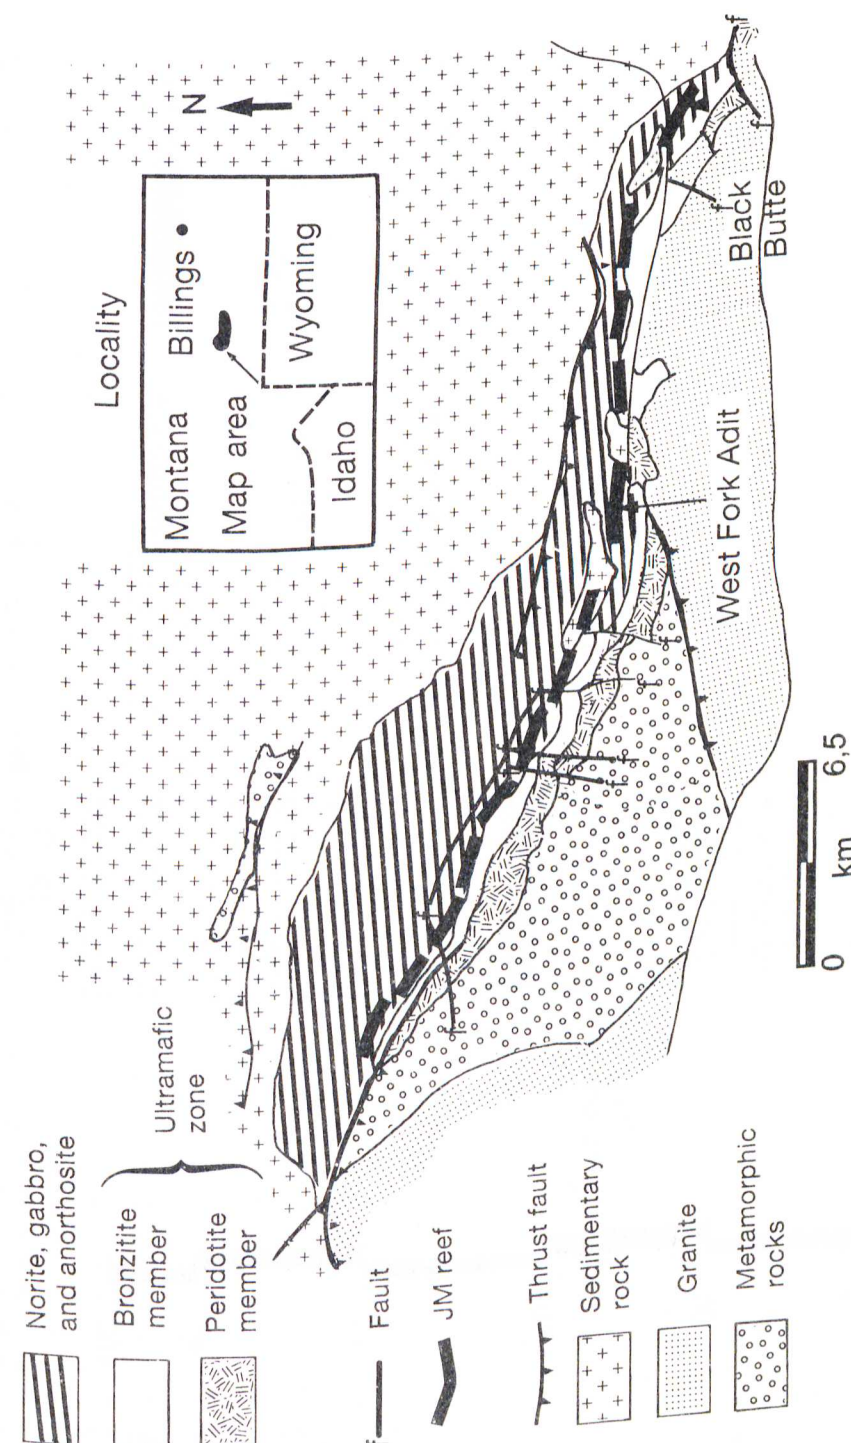 Locality
Montana
Billings
Map area
Idaho
Wyoming
N
Black
Butte
West Fork Adit
0
6,5
km
f
f
f
f
f
f
f
f
f
Norite, gabbro,
and anorthosite
Bronzitite
member
Peridotite
member
Ultramafic
zone
f
Fault
JM reef
Thrust fault
Sedimentary
rock
Granite
Metamorphic
rocks